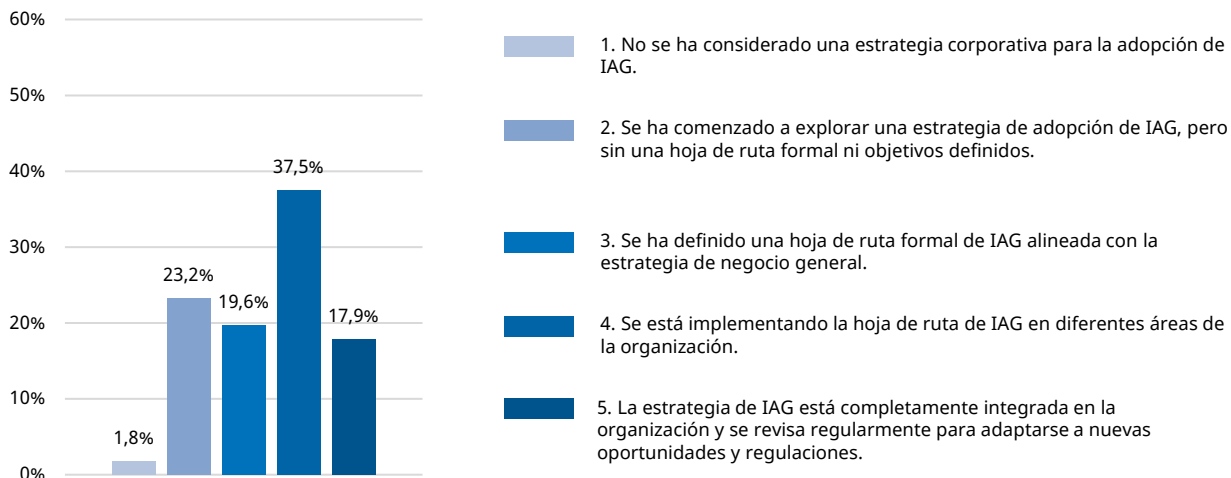 60%
50%
40%
30%
20%
10%
0%
1,8%
23,2%
19,6%
37,5%
17,9%
1. No se ha considerado una estrategia corporativa para la adopción de
IAG.
2. Se ha comenzado a explorar una estrategia de adopción de IAG, pero
sin una hoja de ruta formal ni objetivos definidos.
3. Se ha definido una hoja de ruta formal de IAG alineada con la
estrategia de negocio general.
4. Se está implementando la hoja de ruta de IAG en diferentes áreas de
la organización.
5. La estrategia de IAG está completamente integrada en la
organización y se revisa regularmente para adaptarse a nuevas
oportunidades y regulaciones.